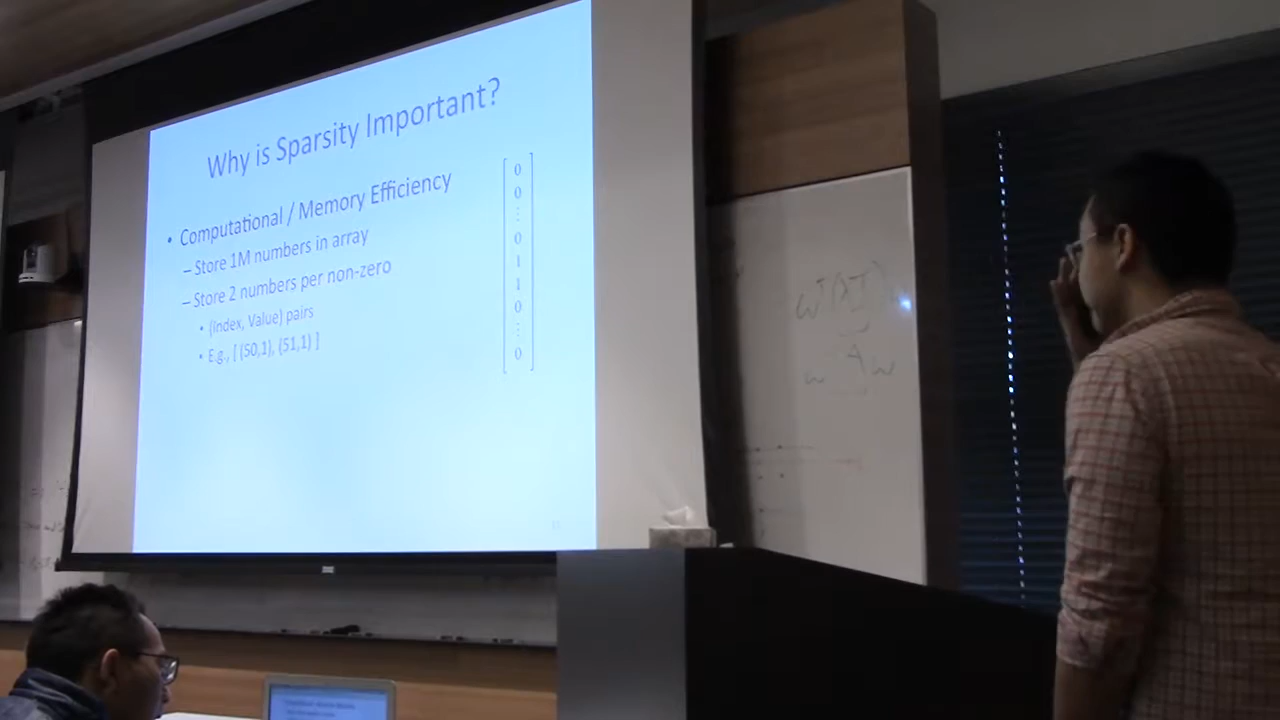 Why is Sparsity Important?
• Computational / Memory Efficiency
– Store 1M numbers in array
– Store 2 numbers per non-zero
• (Index, Value) pairs
• E.g., [ (50,1), (51,1) ]
0
0
⋮
0
1
1
0
⋮
0